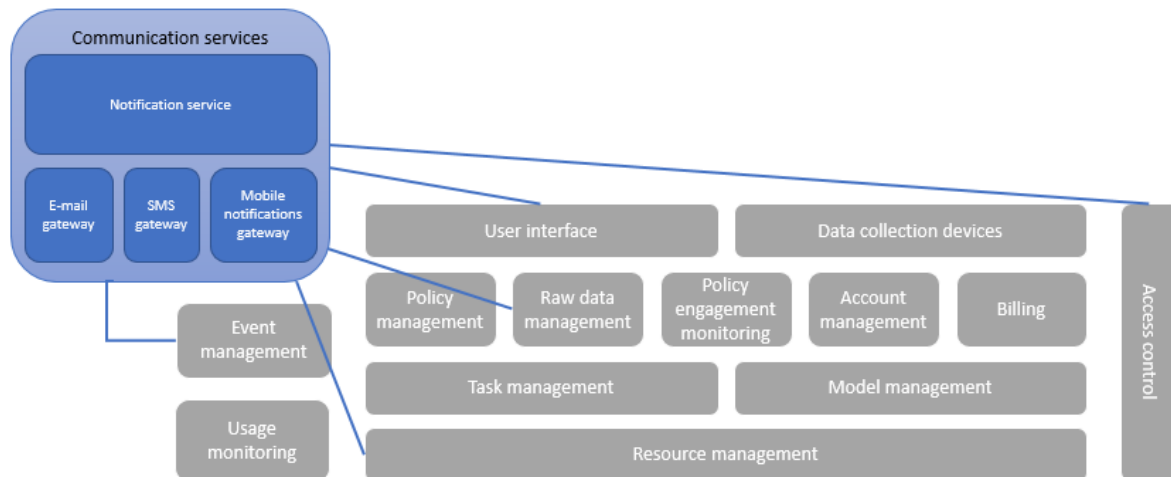 Communication services
Notification service
E-mail
gateway
SMS
gateway
Mobile
notifications
gateway
User interface
Data collection devices
Policy
management
Raw data
management
Policy
engagement
monitoring
Account
management
Billing
Event
management
Task management
Model management
Usage
monitoring
Resource management
Access control